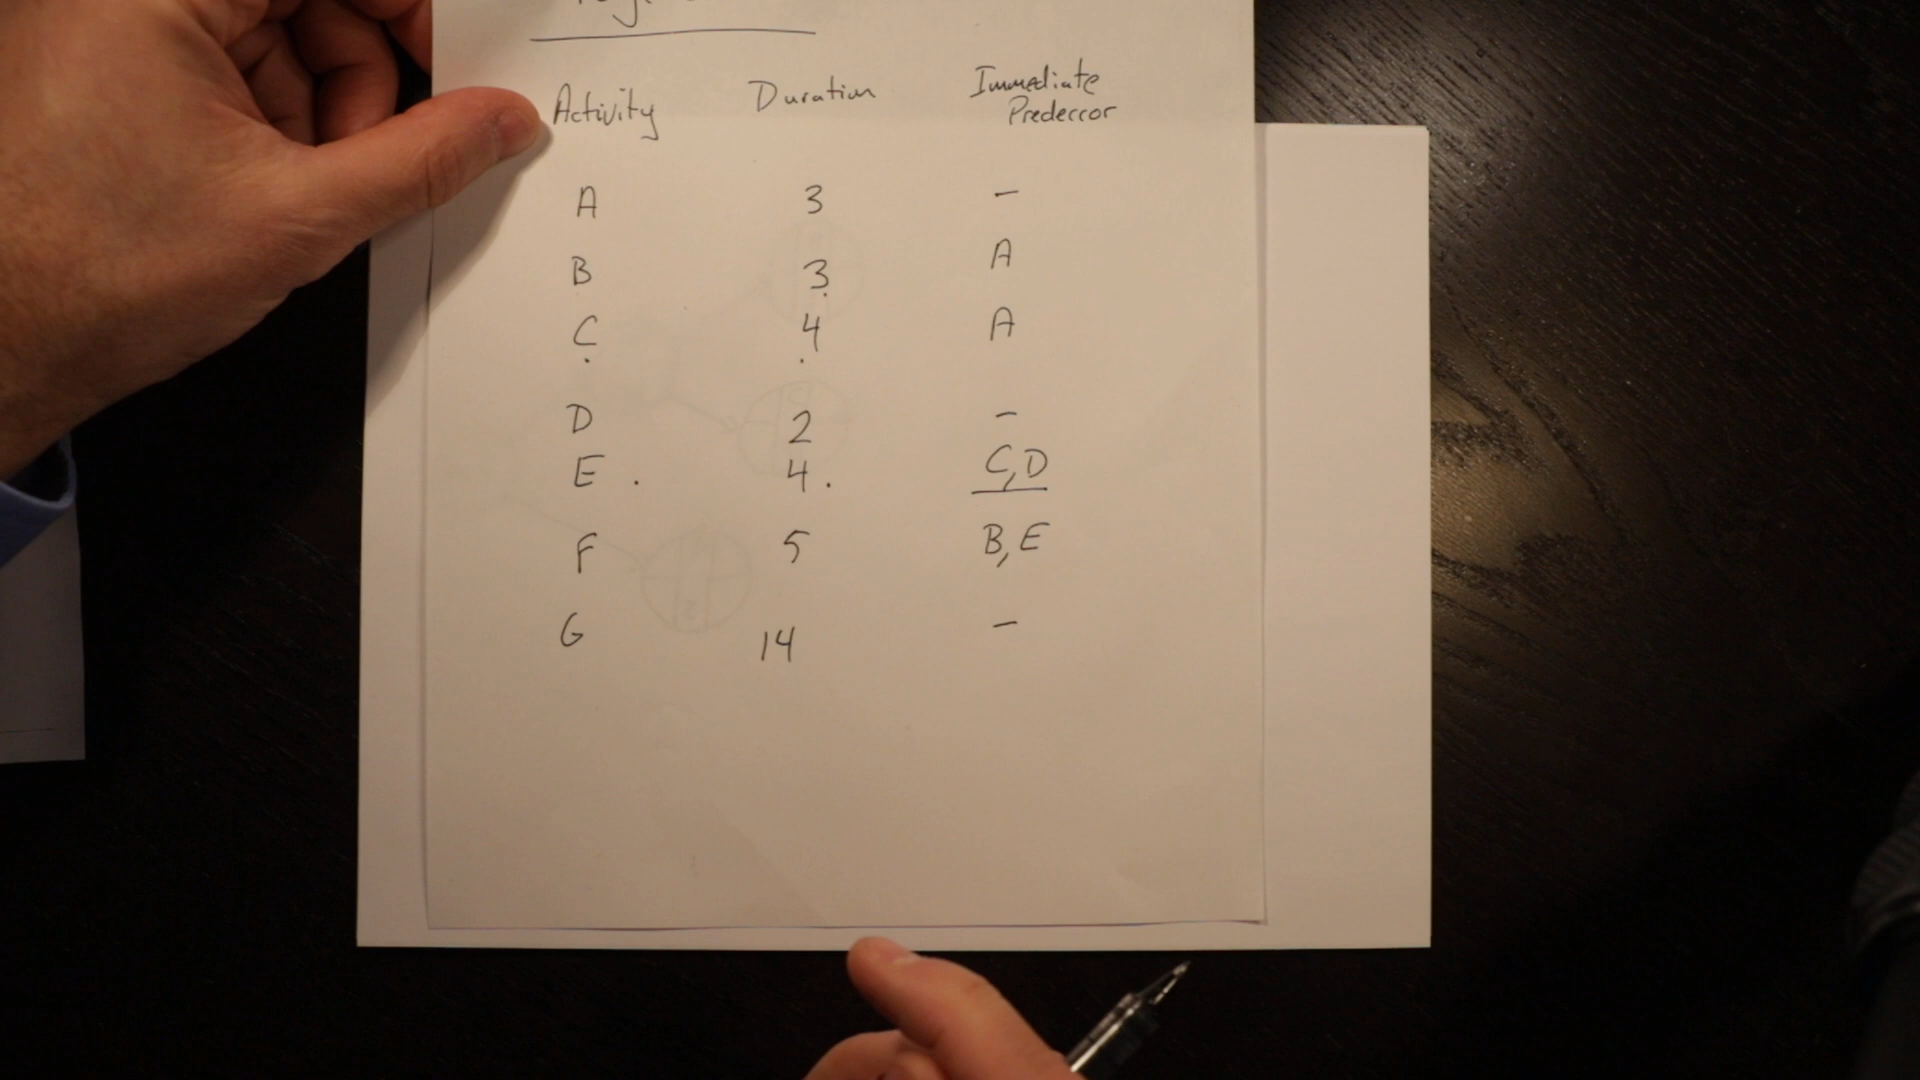 Activity Duration Immediate Predeccor
A 3 -
B 3 A
C 4 A
D 2 -
E 4 C,D
F 5 B,E
G 14 -